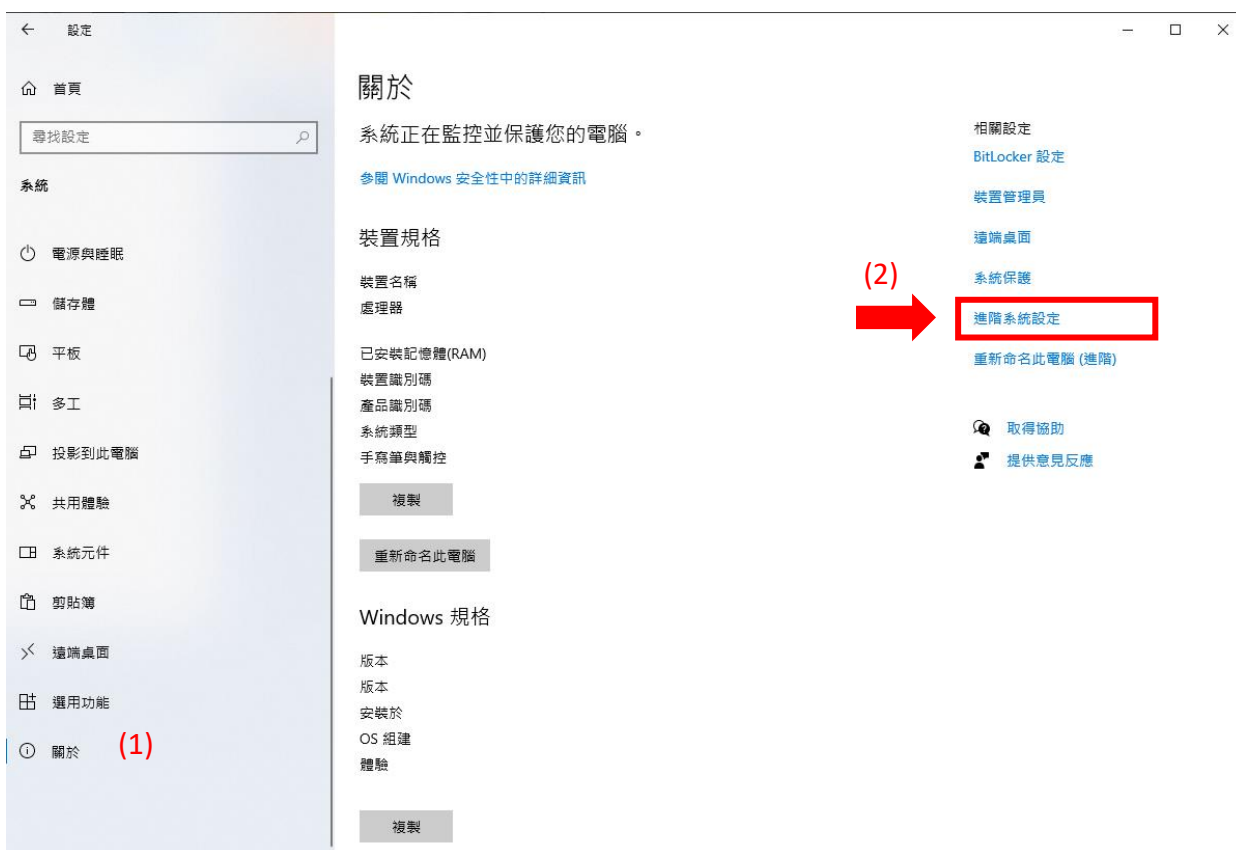 設定
首頁
尋找設定
系統
電源與睡眠
儲存體
平板
多工
投影到此電腦
共用體驗
系統元件
剪貼簿
遠端桌面
選用功能
關於
(1)
關於
系統正在監控並保護您的電腦。
參閱 Windows 安全性中的詳細資訊
裝置規格
裝置名稱
處理器
已安裝記憶體(RAM)
裝置識別碼
產品識別碼
系統類型
手寫筆與觸控
複製
重新命名此電腦
Windows 規格
版本
版本
安裝於
OS 組建
體驗
複製
相關設定
BitLocker 設定
裝置管理員
遠端桌面
系統保護
(2)
進階系統設定
重新命名此電腦 (進階)
取得協助
提供意見反應